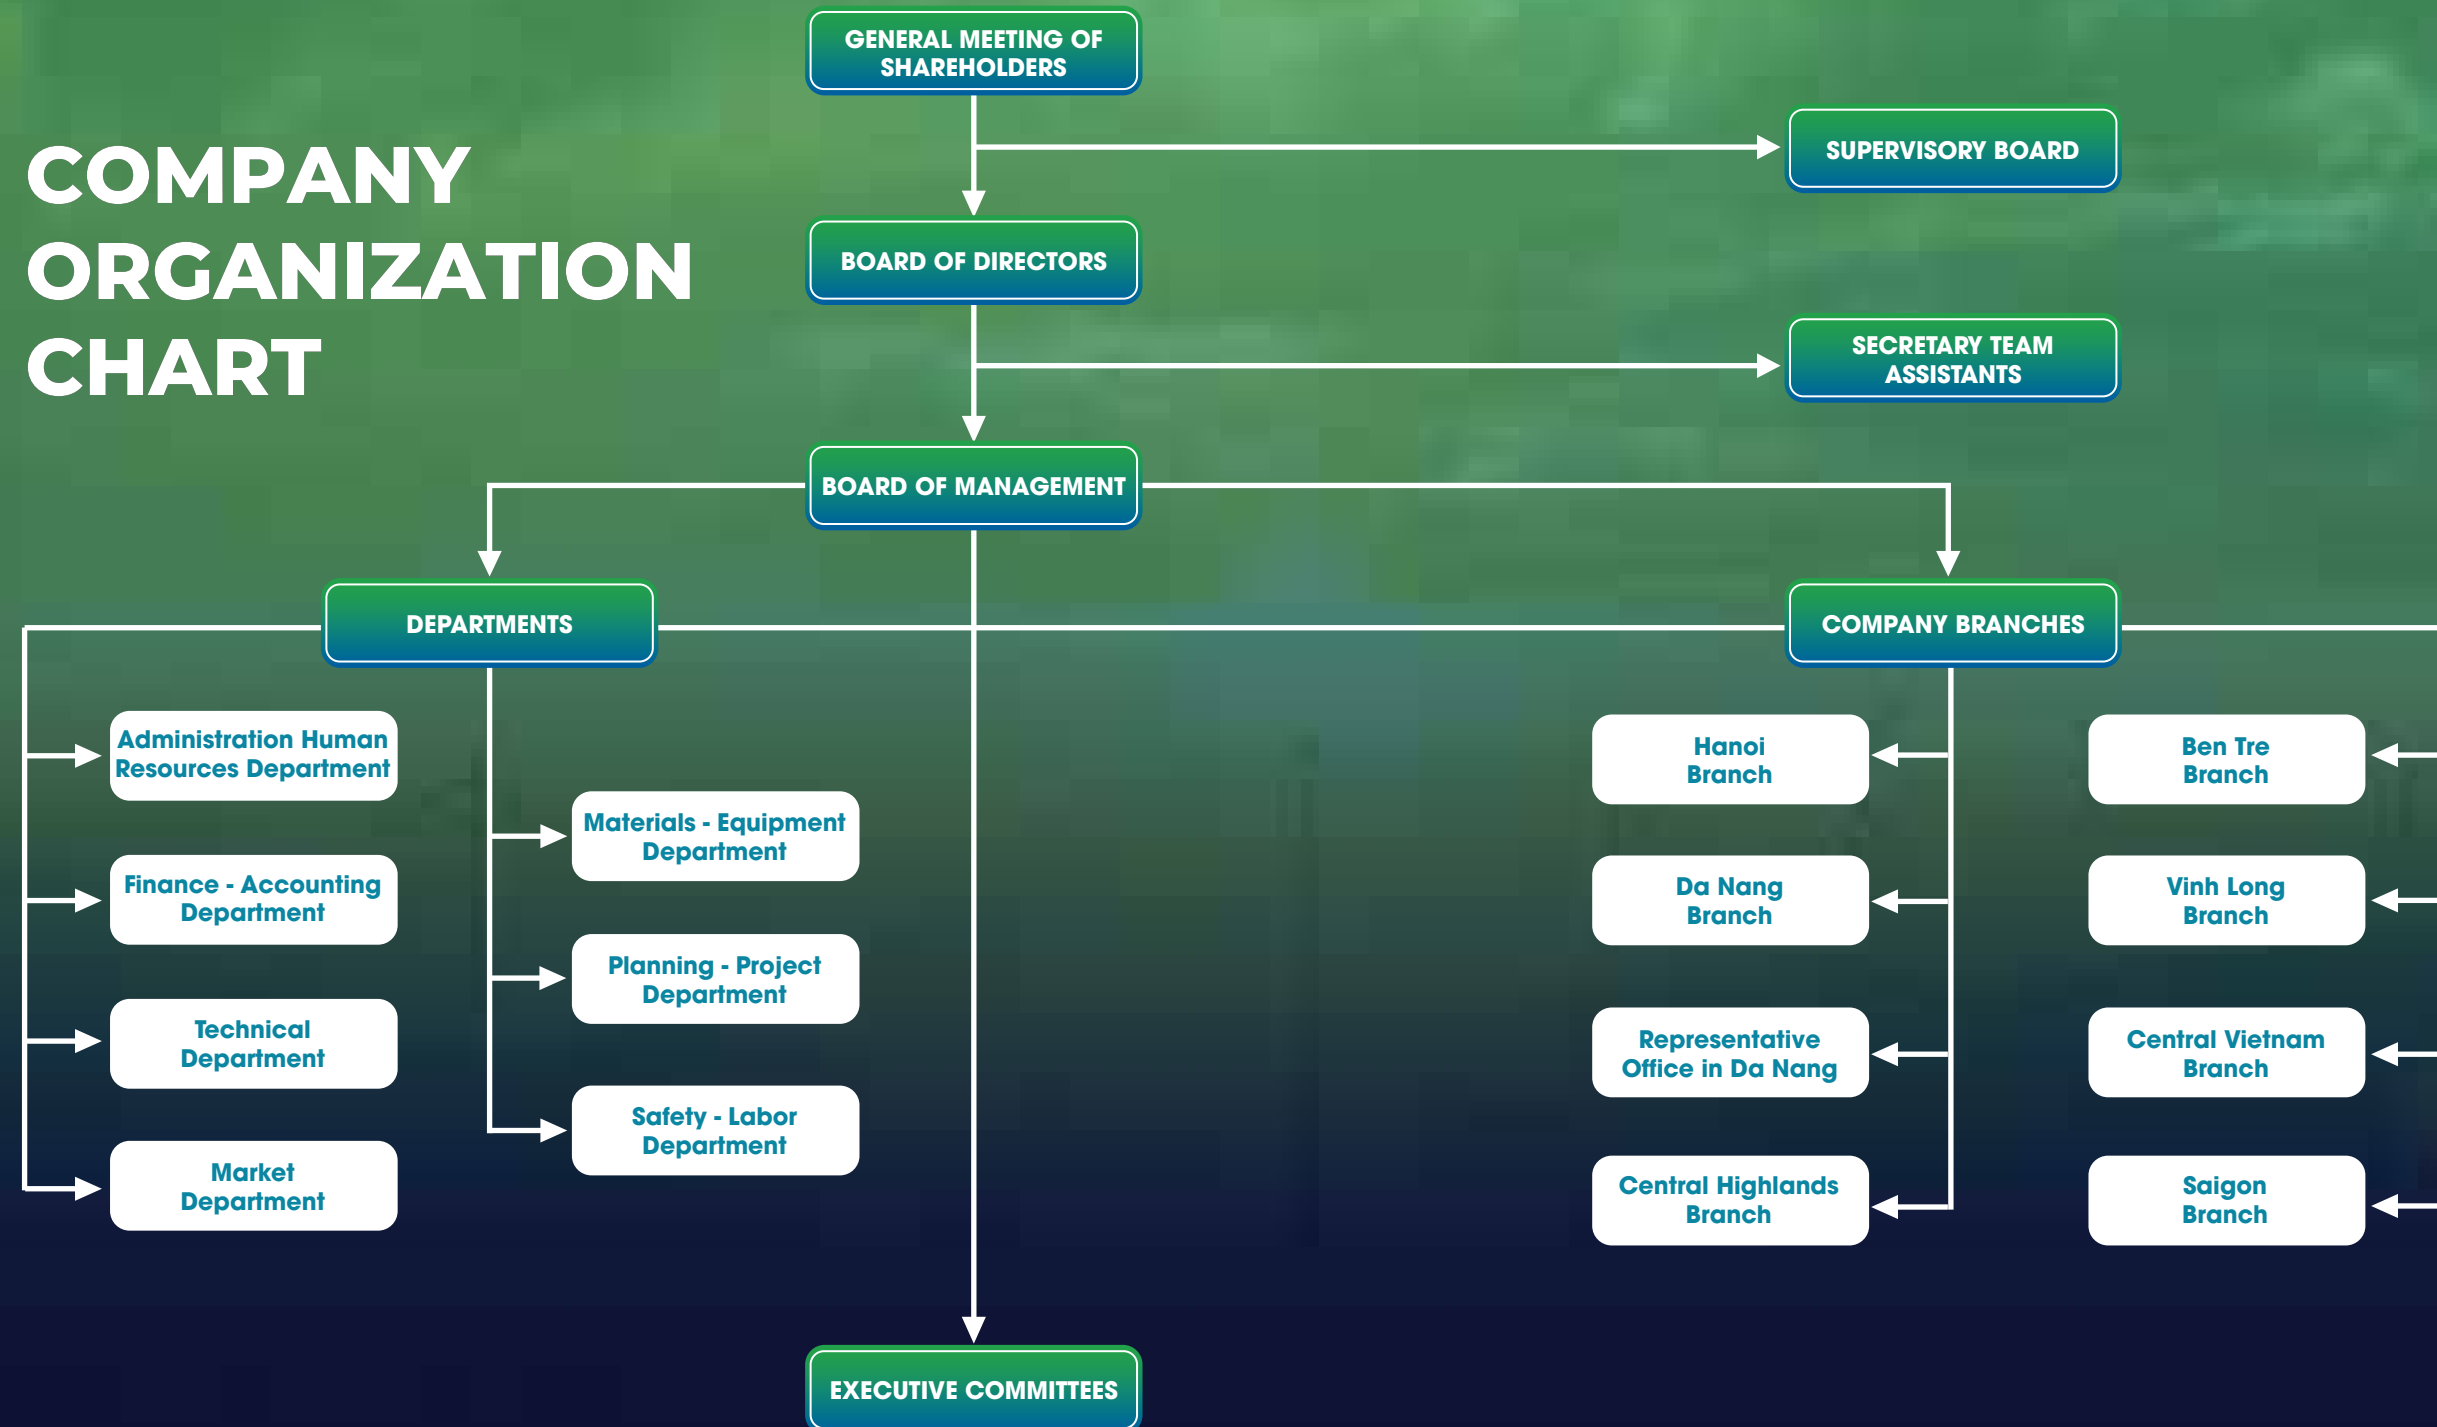 COMPANY
ORGANIZATION
CHART
GENERAL MEETING OF
SHAREHOLDERS
SUPERVISORY BOARD
BOARD OF DIRECTORS
SECRETARY TEAM
ASSISTANTS
BOARD OF MANAGEMENT
DEPARTMENTS
COMPANY BRANCHES
Administration Human
Resources Department
Finance - Accounting
Department
Technical
Department
Market
Department
Materials - Equipment
Department
Planning - Project
Department
Safety - Labor
Department
Hanoi
Branch
Da Nang
Branch
Representative
Office in Da Nang
Central Highlands
Branch
Ben Tre
Branch
Vinh Long
Branch
Central Vietnam
Branch
Saigon
Branch
EXECUTIVE COMMITTEES